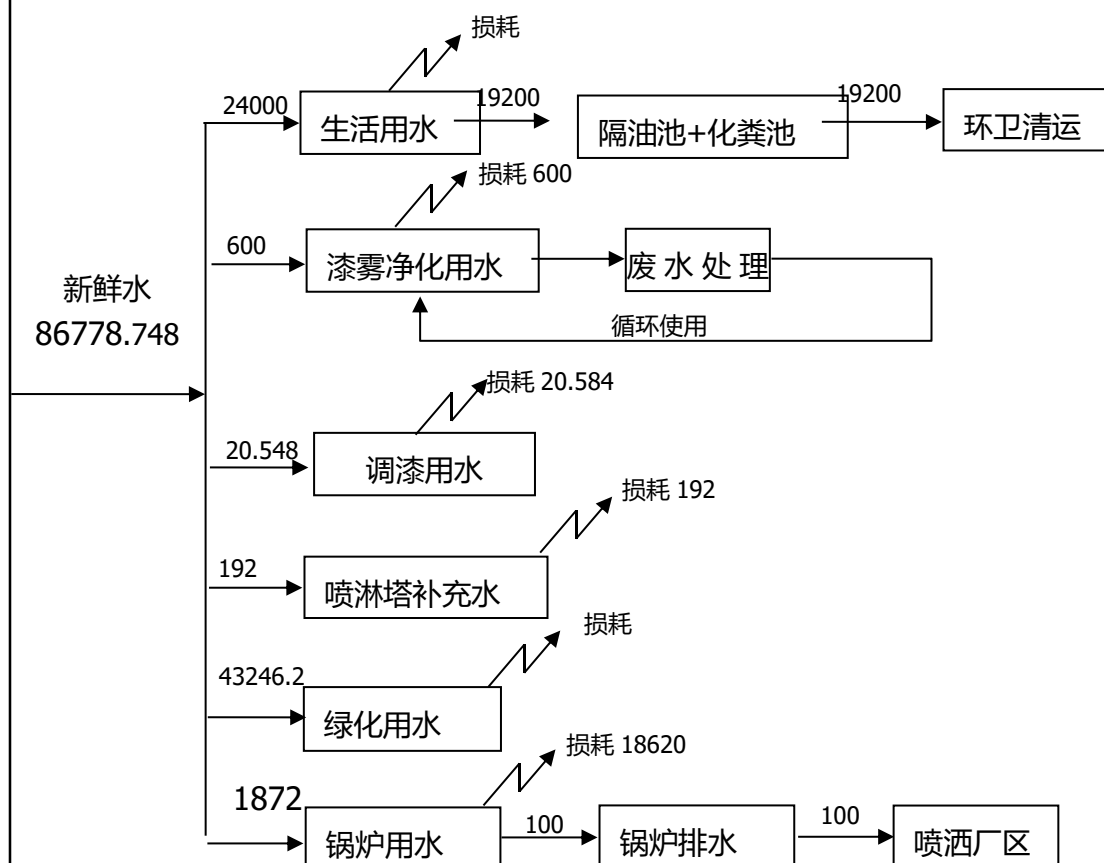 损耗
24000
生活用水
19200
隔油池+化粪池
19200
环卫清运
损耗 600
600
漆雾净化用水
废水处理
循环使用
新鲜水
86778.748
损耗 20.584
20.548
调漆用水
损耗 192
192
喷淋塔补充水
损耗
43246.2
绿化用水
损耗 18620
1872
锅炉用水
100
锅炉排水
100
喷洒厂区